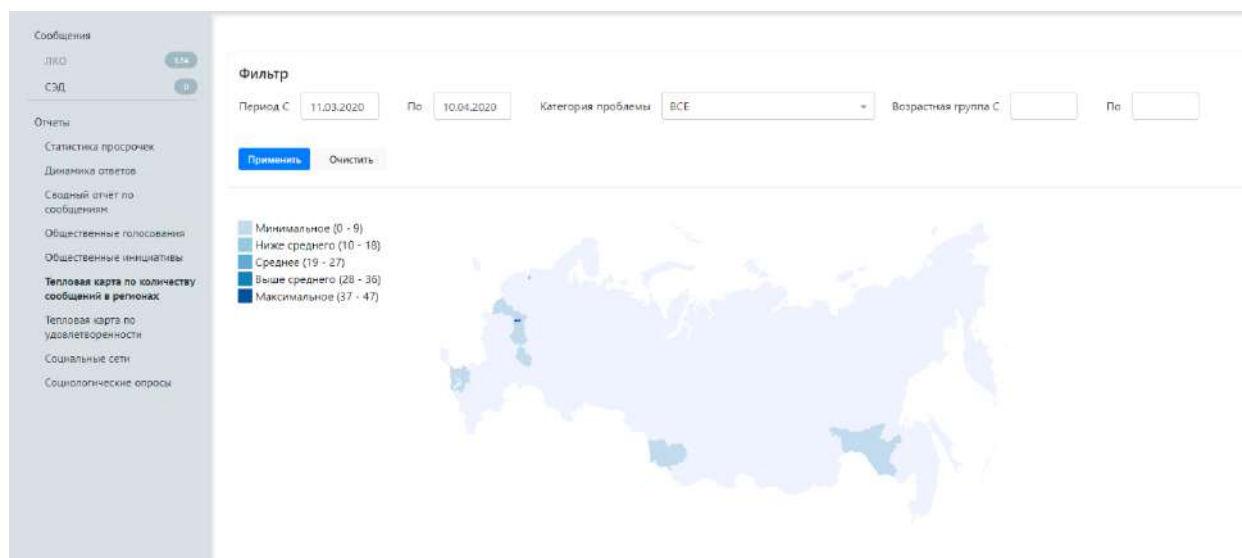 Сообщения
ЛКО
СЭД 0
Отчеты
Статистика просрочек
Динамика ответов
Сводный отчёт по
сообщениям
Общественные голосования
Общественные инициативы
Тепловая карта по количеству
сообщений в регионах
Тепловая карта по
удовлетворенности
Социальные сети
Социологические опросы
Фильтр
Период С 11.03.2020 По 10.04.2020 Категория проблемы ВСЕ Возрастная группа С По
Применить Очистить
Минимальное (0 - 9)
Ниже среднего (10 - 18)
Среднее (19 - 27)
Выше среднего (28 - 36)
Максимальное (37 - 47)